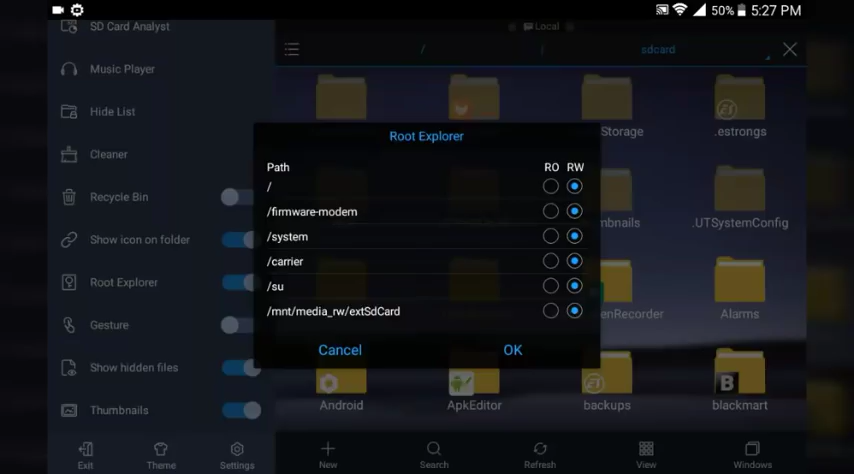 50% 5:27 PM
SD Card Analyst
Music Player
Hide List
Cleaner
Recycle Bin
Show icon on folder
Root Explorer
Gesture
Show hidden files
Thumbnails
Exit
Theme
Settings
Local
/ / sdcard
Storage
.estrongs
mbnails
.UTSystemConfig
enRecorder
Alarms
Android
ApkEditor
backups
blackmart
Root Explorer
Path RO RW
/
/firmware-modem
/system
/carrier
/su
/mnt/media_rw/extSdCard
Cancel OK
New
Search
Refresh
View
Windows